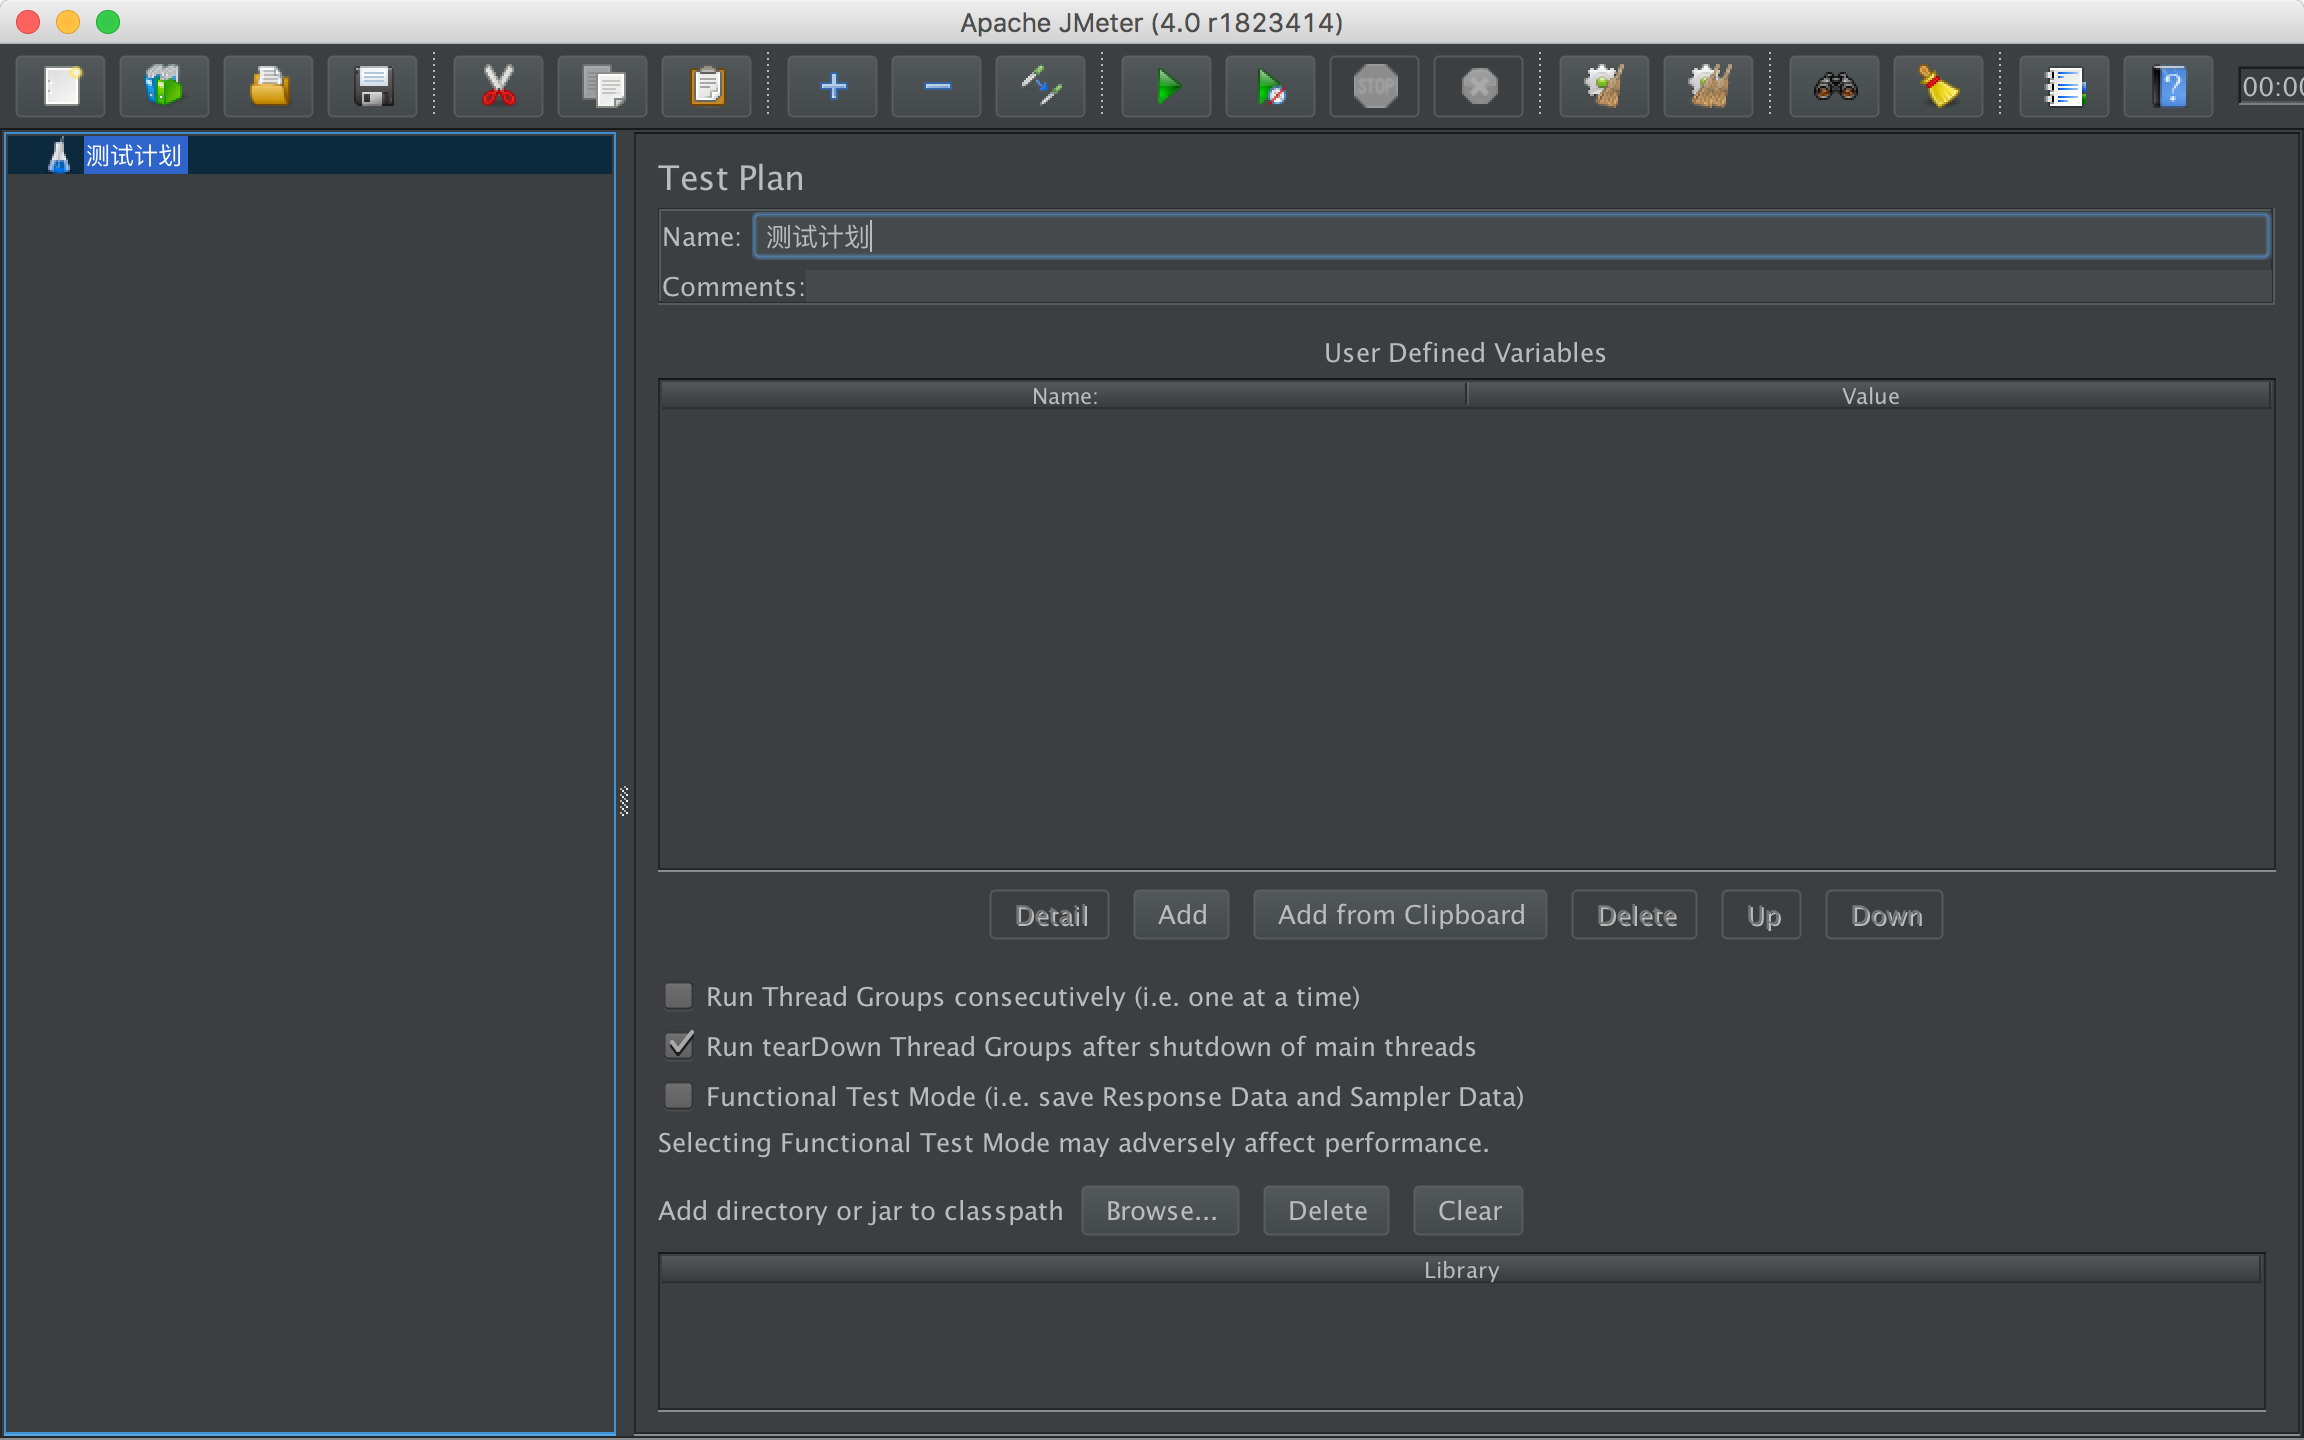 Apache JMeter (4.0 r1823414)
STOP
?
00:00
测试计划
Test Plan
Name: 测试计划
Comments:
User Defined Variables
Name: Value
Detail Add Add from Clipboard Delete Up Down
Run Thread Groups consecutively (i.e. one at a time)
Run tearDown Thread Groups after shutdown of main threads
Functional Test Mode (i.e. save Response Data and Sampler Data)
Selecting Functional Test Mode may adversely affect performance.
Add directory or jar to classpath Browse... Delete Clear
Library